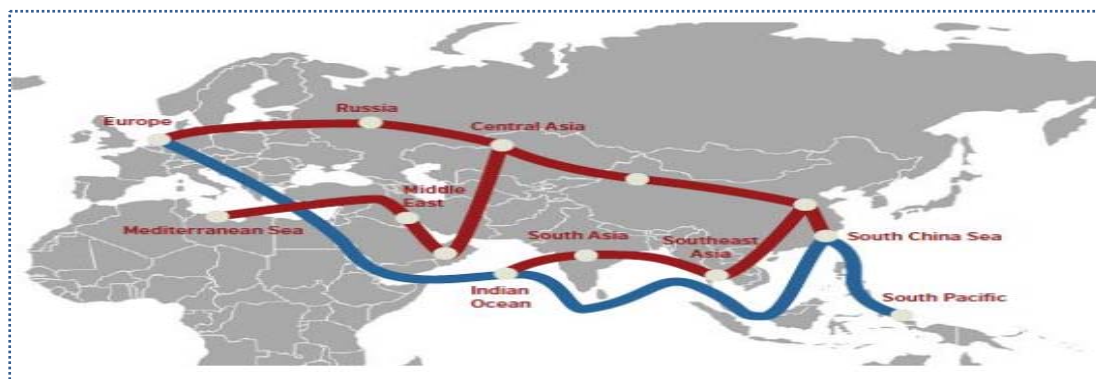 Europe
Russia
Central Asia
Middle
East
Mediterranean Sea
South Asia
Southeast
Asia
South China Sea
Indian
Ocean
South Pacific